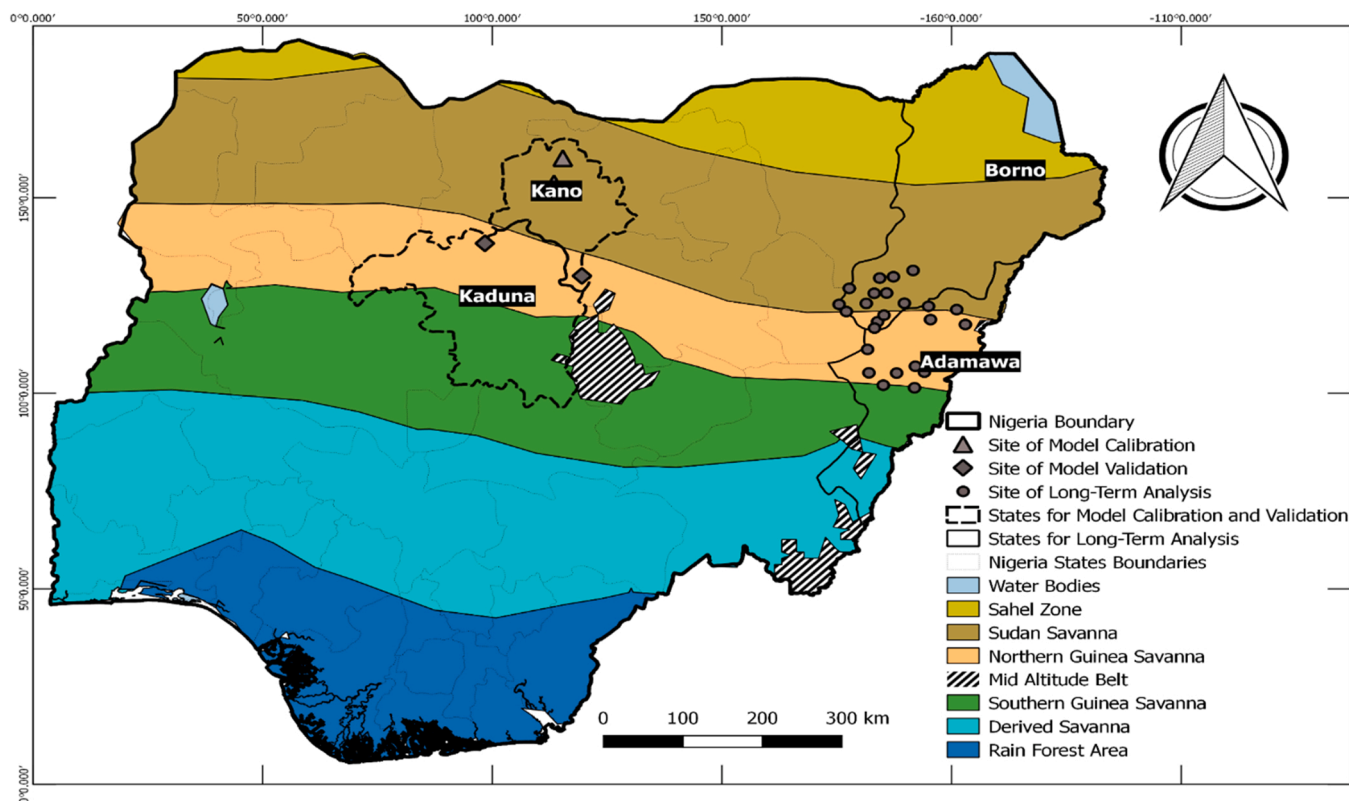 0°0.000′ 50°0.000′ 100°0.000′ 150°0.000′ -160°0.000′ -110°0.000′
150°0.000′
100°0.000′
50°0.000′
0°0.000′
Borno
Kano
Kaduna
Adamawa
Nigeria Boundary
Site of Model Calibration
Site of Model Validation
Site of Long-Term Analysis
States for Model Calibration and Validation
States for Long-Term Analysis
Nigeria States Boundaries
Water Bodies
Sahel Zone
Sudan Savanna
Northern Guinea Savanna
Mid Altitude Belt
Southern Guinea Savanna
Derived Savanna
Rain Forest Area
0 100 200 300 km